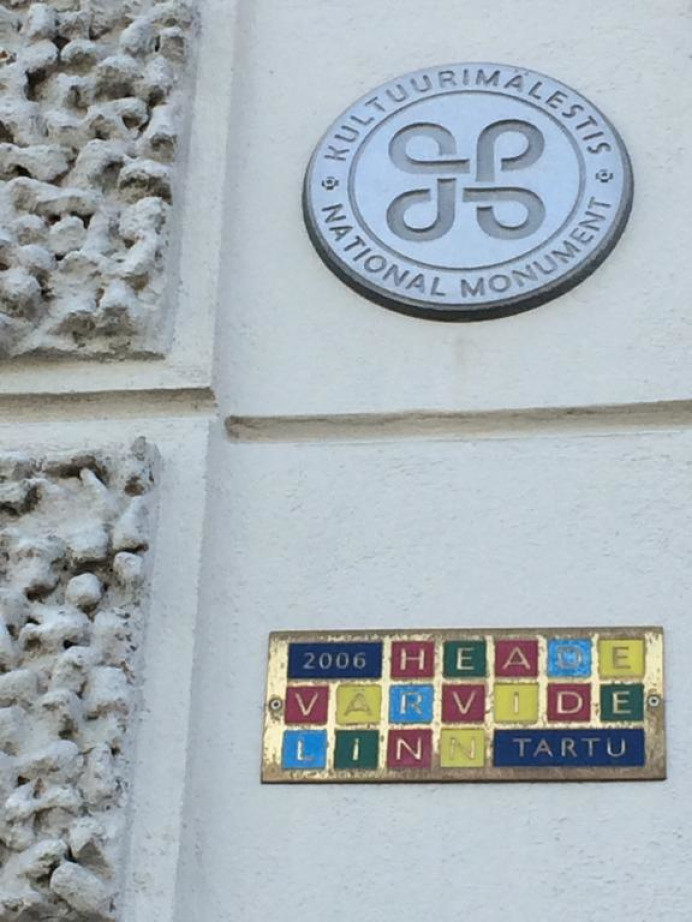 KULTUURIMÄLESTIS
NATIONAL MONUMENT
2006 HEADE
VÄRVIDE
LINN TARTU